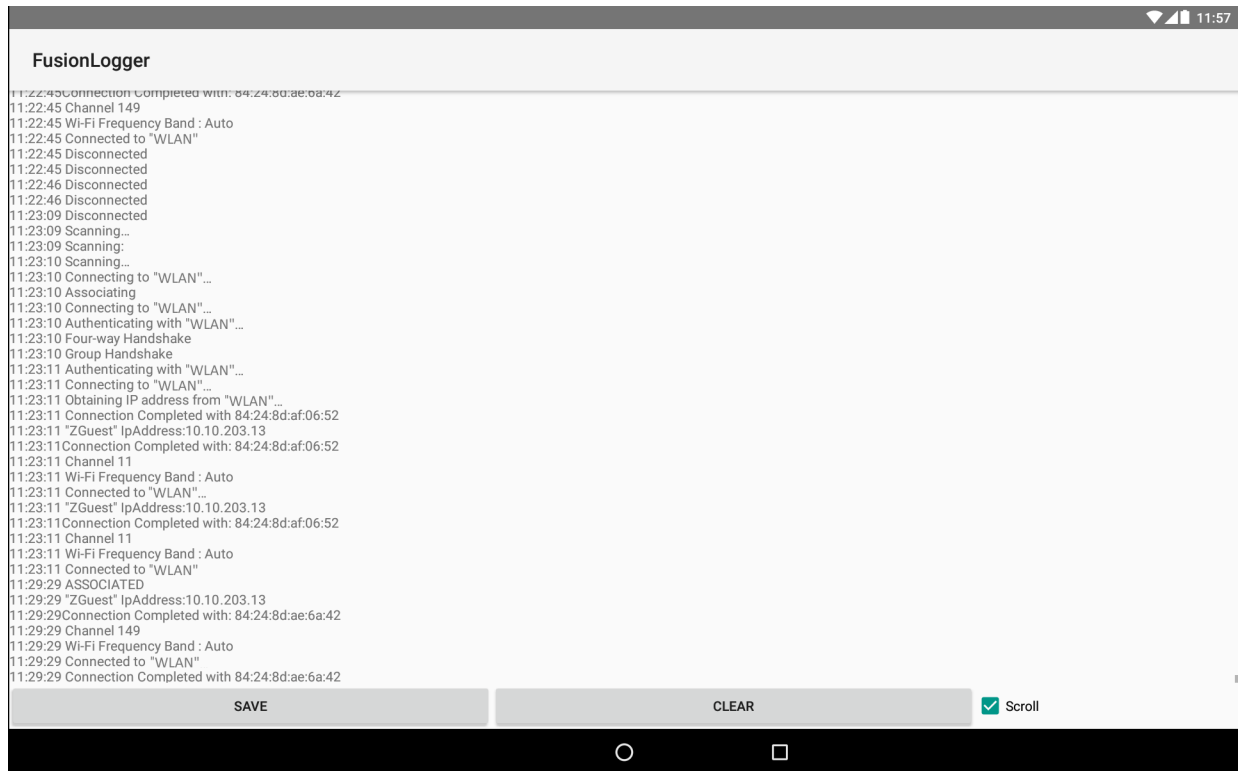 11:57
FusionLogger
11:22:45Connection Completed with: 84:24:8d:ae:6a:42
11:22:45 Channel 149
11:22:45 Wi-Fi Frequency Band : Auto
11:22:45 Connected to "WLAN"
11:22:45 Disconnected
11:22:45 Disconnected
11:22:46 Disconnected
11:22:46 Disconnected
11:23:09 Disconnected
11:23:09 Scanning...
11:23:09 Scanning:
11:23:10 Scanning...
11:23:10 Connecting to "WLAN"...
11:23:10 Associating
11:23:10 Connecting to "WLAN"...
11:23:10 Authenticating with "WLAN"...
11:23:10 Four-way Handshake
11:23:10 Group Handshake
11:23:11 Authenticating with "WLAN"...
11:23:11 Connecting to "WLAN"...
11:23:11 Obtaining IP address from "WLAN"...
11:23:11 Connection Completed with 84:24:8d:af:06:52
11:23:11 "ZGuest" IpAddress:10.10.203.13
11:23:11Connection Completed with: 84:24:8d:af:06:52
11:23:11 Channel 11
11:23:11 Wi-Fi Frequency Band : Auto
11:23:11 Connected to "WLAN"...
11:23:11 "ZGuest" IpAddress:10.10.203.13
11:23:11Connection Completed with: 84:24:8d:af:06:52
11:23:11 Channel 11
11:23:11 Wi-Fi Frequency Band : Auto
11:23:11 Connected to "WLAN"
11:29:29 ASSOCIATED
11:29:29 "ZGuest" IpAddress:10.10.203.13
11:29:29Connection Completed with: 84:24:8d:ae:6a:42
11:29:29 Channel 149
11:29:29 Wi-Fi Frequency Band : Auto
11:29:29 Connected to "WLAN"
11:29:29 Connection Completed with 84:24:8d:ae:6a:42
SAVE CLEAR Scroll